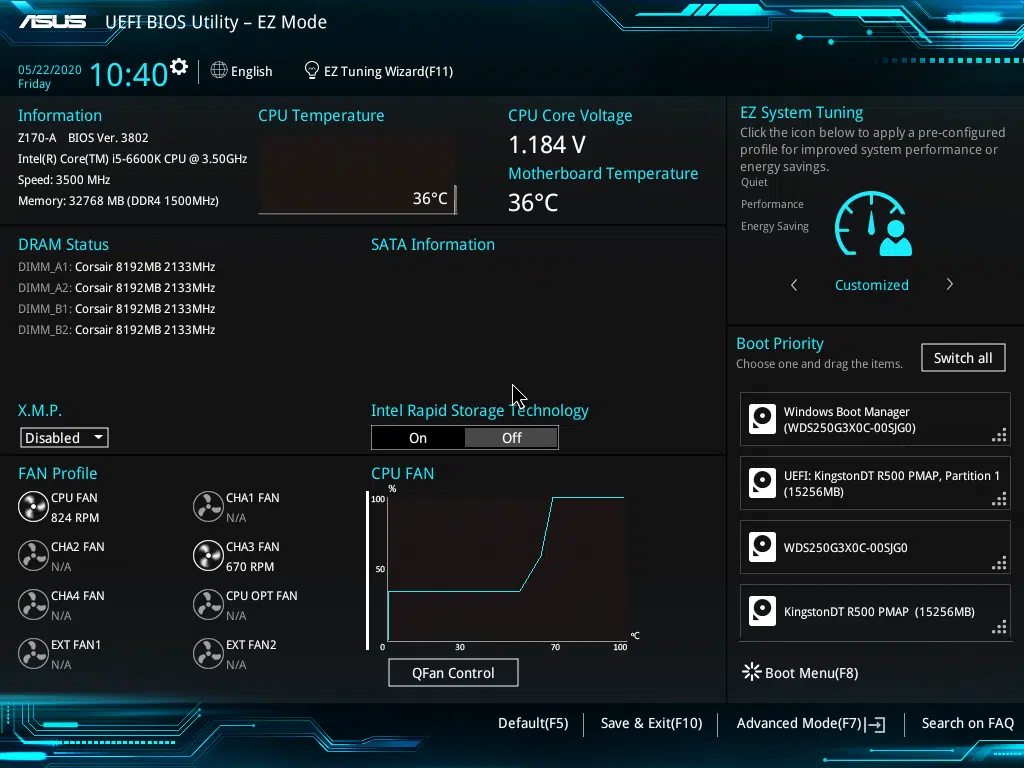 ASUS UEFI BIOS Utility – EZ Mode
05/22/2020
Friday
10:40
English
EZ Tuning Wizard(F11)
Information
Z170-A BIOS Ver. 3802
Intel(R) Core(TM) i5-6600K CPU @ 3.50GHz
Speed: 3500 MHz
Memory: 32768 MB (DDR4 1500MHz)
CPU Temperature
36°C
CPU Core Voltage
1.184 V
Motherboard Temperature
36°C
EZ System Tuning
Click the icon below to apply a pre-configured
profile for improved system performance or
energy savings.
Quiet
Performance
Energy Saving
Customized
DRAM Status
DIMM_A1: Corsair 8192MB 2133MHz
DIMM_A2: Corsair 8192MB 2133MHz
DIMM_B1: Corsair 8192MB 2133MHz
DIMM_B2: Corsair 8192MB 2133MHz
SATA Information
X.M.P.
Disabled
Intel Rapid Storage Technology
On Off
Boot Priority
Choose one and drag the items.
Switch all
Windows Boot Manager
(WDS250G3X0C-00SJG0)
UEFI: KingstonDT R500 PMAP, Partition 1
(15256MB)
WDS250G3X0C-00SJG0
KingstonDT R500 PMAP (15256MB)
Boot Menu(F8)
FAN Profile
CPU FAN
824 RPM
CHA1 FAN
N/A
CHA2 FAN
N/A
CHA3 FAN
670 RPM
CHA4 FAN
N/A
CPU OPT FAN
N/A
EXT FAN1
N/A
EXT FAN2
N/A
CPU FAN
%
100
50
0 30 70 100
°C
QFan Control
Default(F5)
Save & Exit(F10)
Advanced Mode(F7)
Search on FAQ